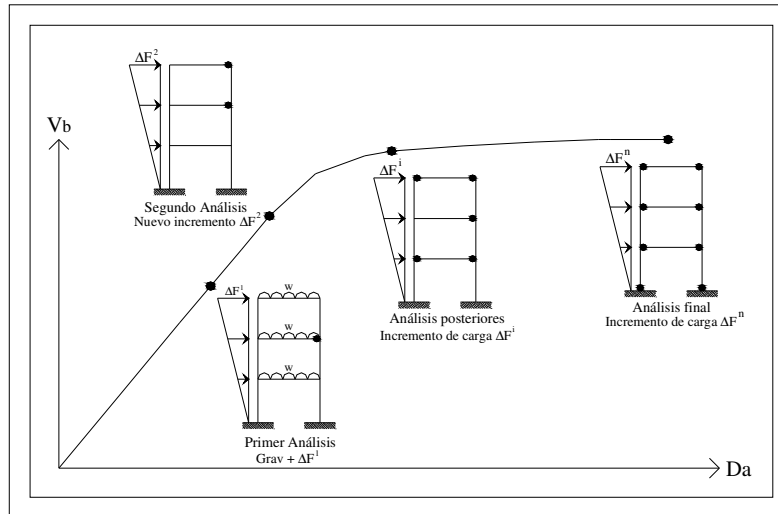 Vb
ΔF²
Segundo Análisis
Nuevo incremento ΔF²
ΔF¹
w
w
w
Primer Análisis
Grav + ΔF¹
ΔFⁱ
Análisis posteriores
Incremento de carga ΔFⁱ
ΔFⁿ
Análisis final
Incremento de carga ΔFⁿ
Da